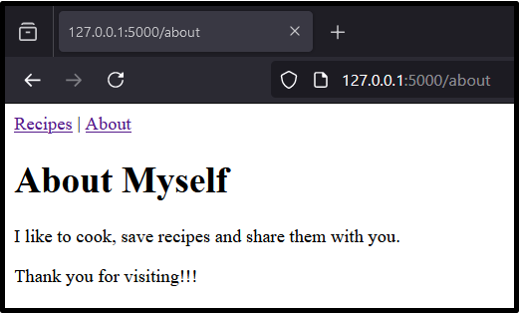 127.0.0.1:5000/about
127.0.0.1:5000/about
Recipes | About
About Myself
I like to cook, save recipes and share them with you.
Thank you for visiting!!!